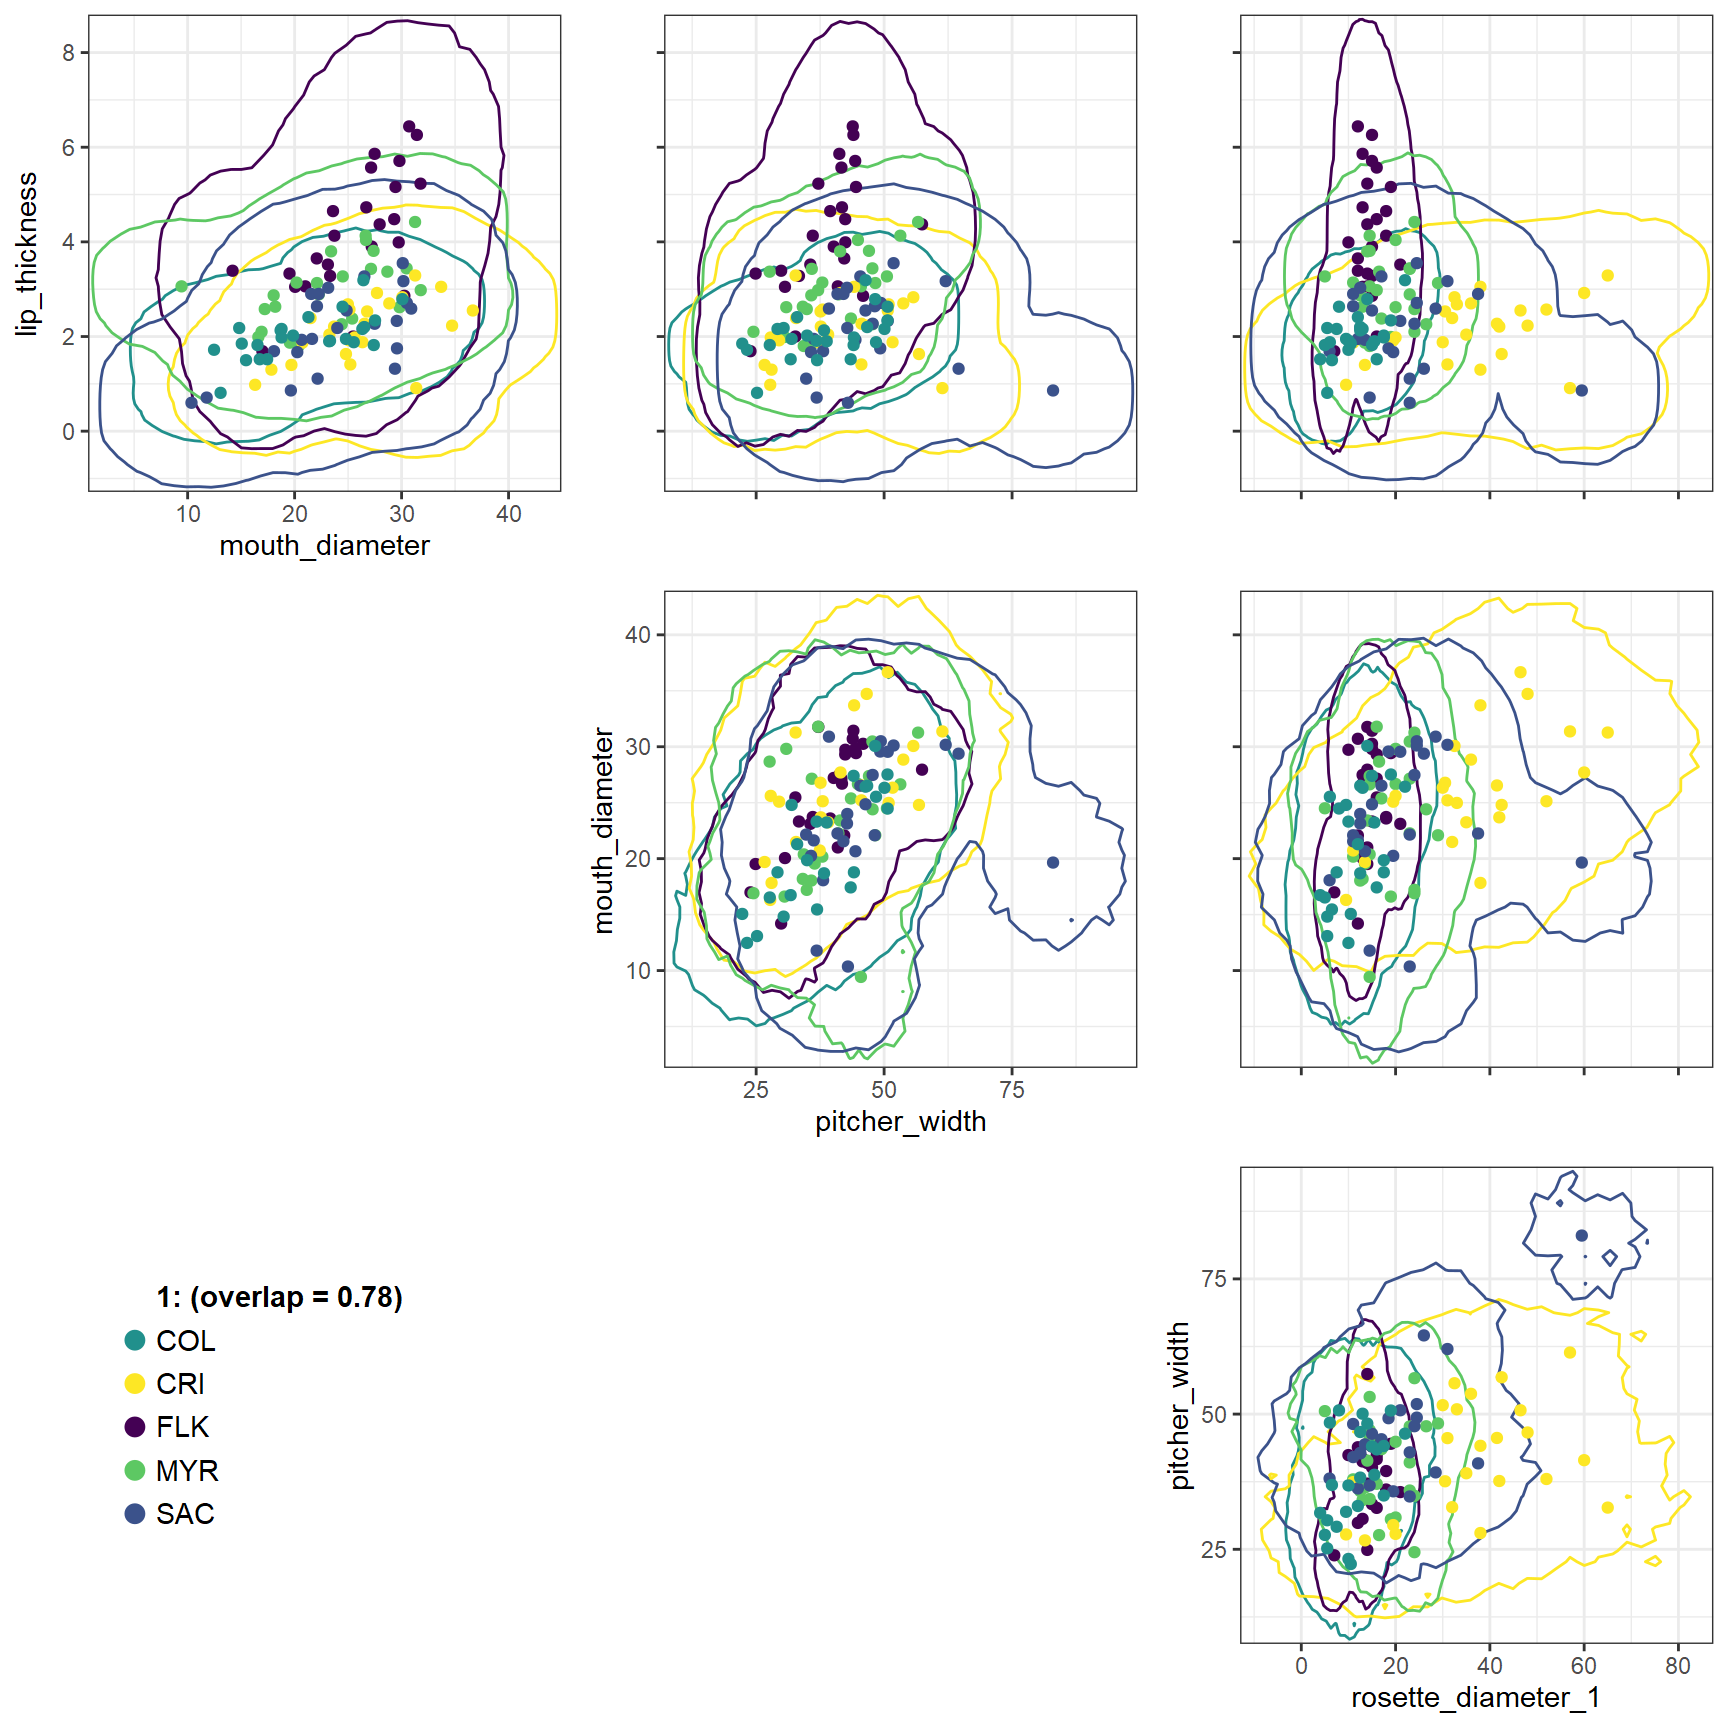 8
6
4
2
0
lip_thickness
10 20 30 40
mouth_diameter
40
30
20
10
mouth_diameter
25 50 75
pitcher_width
75
50
25
pitcher_width
0 20 40 60 80
rosette_diameter_1
1: (overlap = 0.78)
COL
CRI
FLK
MYR
SAC